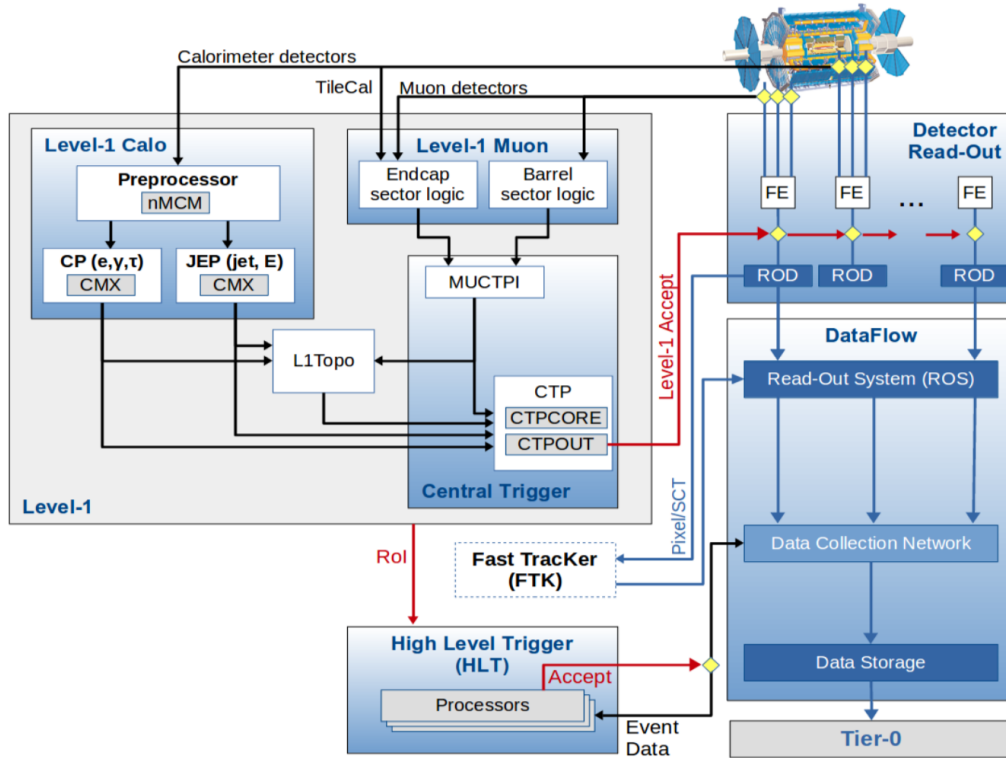 Calorimeter detectors
TileCal
Muon detectors
Level-1 Calo
Preprocessor
nMCM
CP (e,γ,τ)
CMX
JEP (jet, E)
CMX
Level-1 Muon
Endcap
sector logic
Barrel
sector logic
MUCTPI
L1Topo
CTP
CTPCORE
CTPOUT
Central Trigger
Level-1
Level-1 Accept
Detector
Read-Out
FE
FE
...
FE
ROD
ROD
ROD
DataFlow
Read-Out System (ROS)
Pixel/SCT
Data Collection Network
RoI
Fast TracKer
(FTK)
High Level Trigger
(HLT)
Accept
Processors
Event
Data
Data Storage
Tier-0